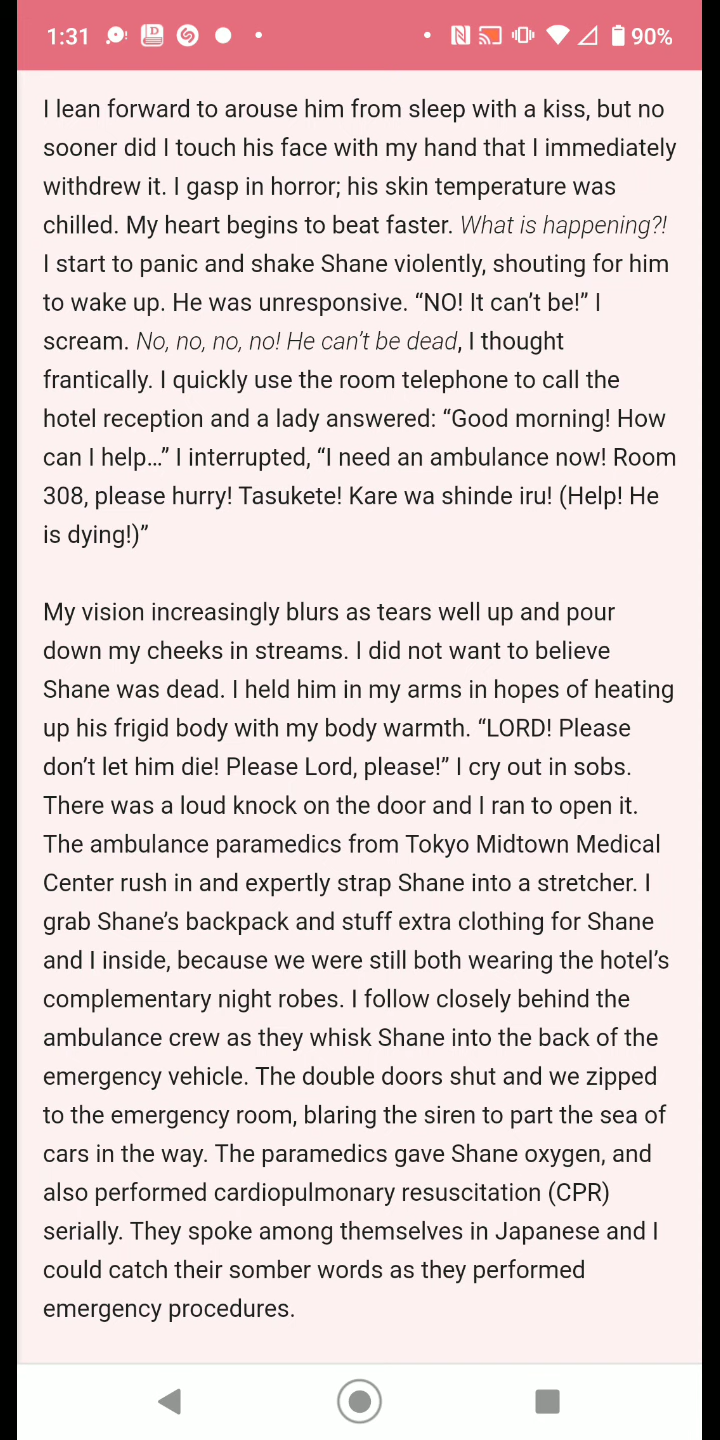 1:31
90%
I lean forward to arouse him from sleep with a kiss, but no
sooner did I touch his face with my hand that I immediately
withdrew it. I gasp in horror; his skin temperature was
chilled. My heart begins to beat faster. What is happening?!
I start to panic and shake Shane violently, shouting for him
to wake up. He was unresponsive. “NO! It can’t be!” I
scream. No, no, no, no! He can’t be dead, I thought
frantically. I quickly use the room telephone to call the
hotel reception and a lady answered: “Good morning! How
can I help…” I interrupted, “I need an ambulance now! Room
308, please hurry! Tasukete! Kare wa shinde iru! (Help! He
is dying!)”
My vision increasingly blurs as tears well up and pour
down my cheeks in streams. I did not want to believe
Shane was dead. I held him in my arms in hopes of heating
up his frigid body with my body warmth. “LORD! Please
don’t let him die! Please Lord, please!” I cry out in sobs.
There was a loud knock on the door and I ran to open it.
The ambulance paramedics from Tokyo Midtown Medical
Center rush in and expertly strap Shane into a stretcher. I
grab Shane’s backpack and stuff extra clothing for Shane
and I inside, because we were still both wearing the hotel’s
complementary night robes. I follow closely behind the
ambulance crew as they whisk Shane into the back of the
emergency vehicle. The double doors shut and we zipped
to the emergency room, blaring the siren to part the sea of
cars in the way. The paramedics gave Shane oxygen, and
also performed cardiopulmonary resuscitation (CPR)
serially. They spoke among themselves in Japanese and I
could catch their somber words as they performed
emergency procedures.